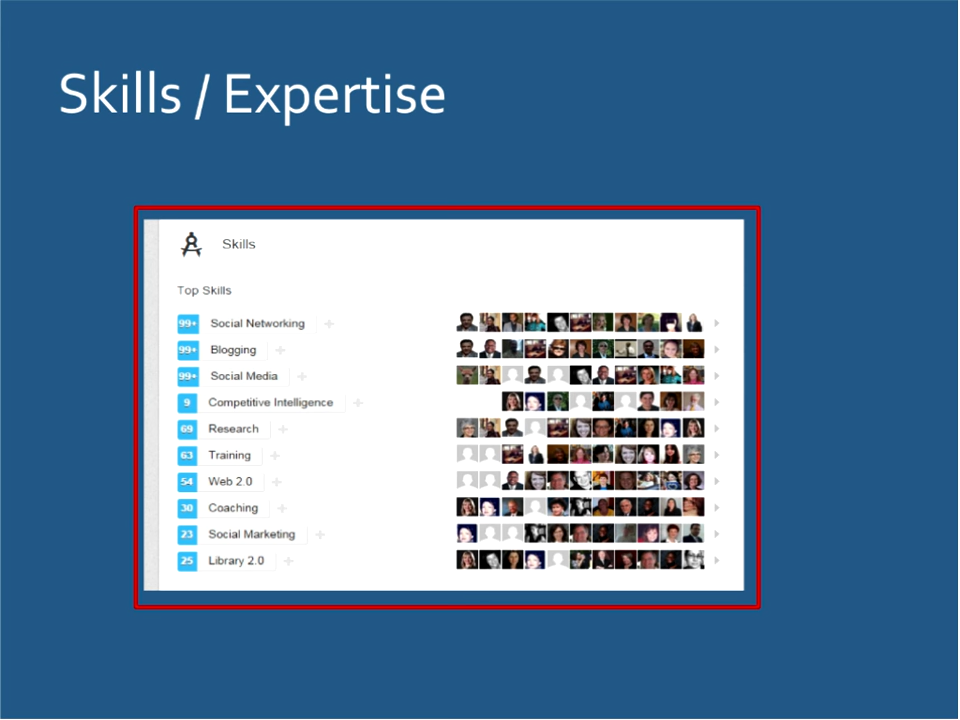 Skills / Expertise
Skills
Top Skills
99+ Social Networking +
99+ Blogging +
99+ Social Media +
9 Competitive Intelligence +
69 Research +
63 Training +
54 Web 2.0 +
30 Coaching +
23 Social Marketing +
25 Library 2.0 +